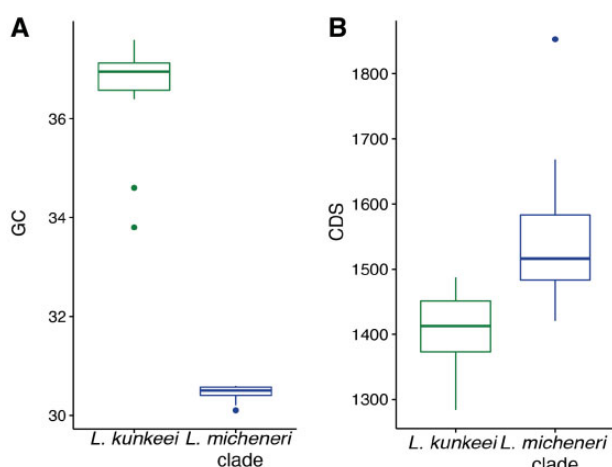 A
B
GC
36
34
32
30
L. kunkeei L. micheneri
clade
CDS
1800
1700
1600
1500
1400
1300
L. kunkeei L. micheneri
clade